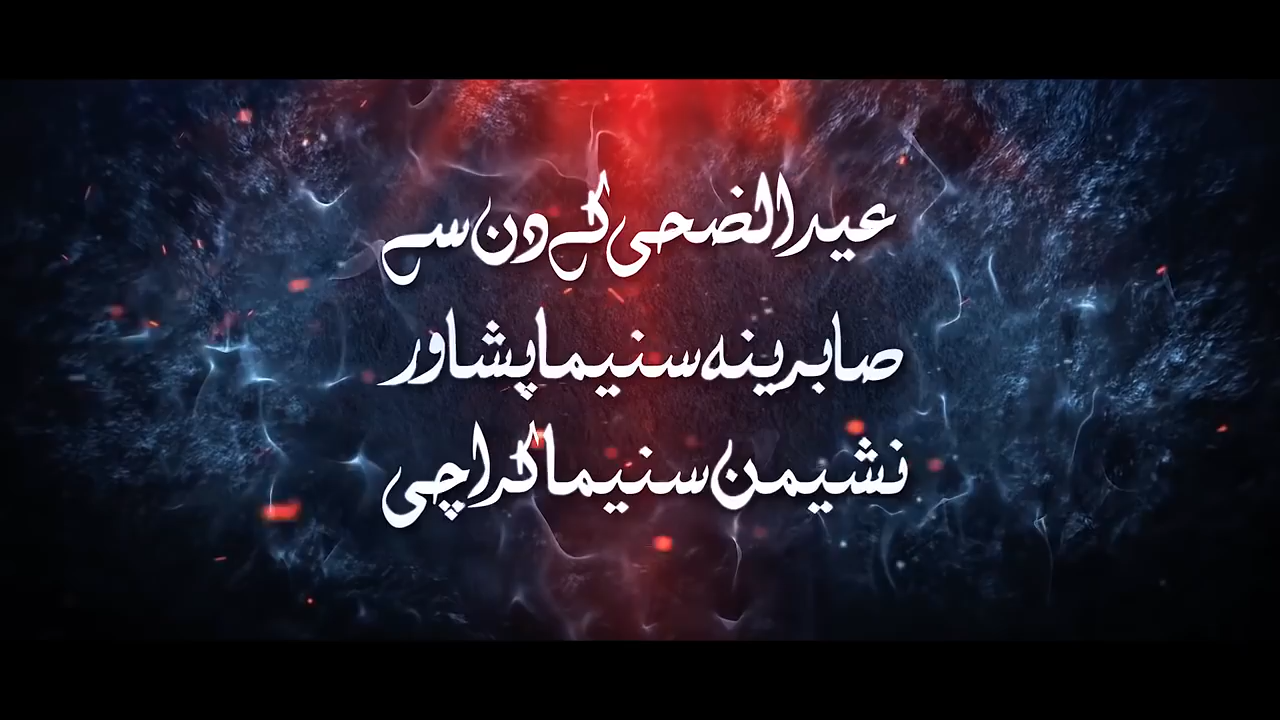 عیدالضحی کے دن سے
صابرینہ سنیما پشاور
نشیمن سنیما کراچی